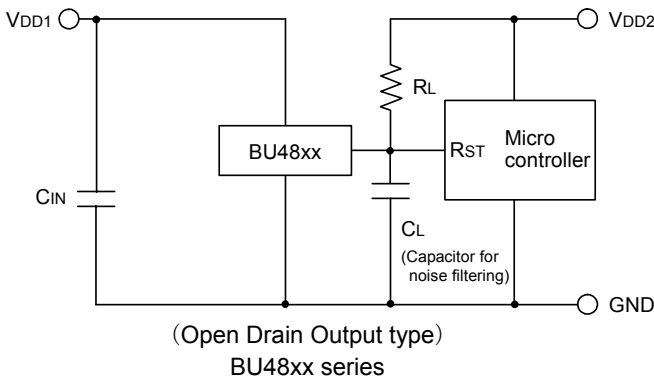 VDD1
VDD2
RL
BU48xx
RST
Micro
controller
CIN
CL
(Capacitor for
noise filtering)
GND
（Open Drain Output type）
BU48xx series